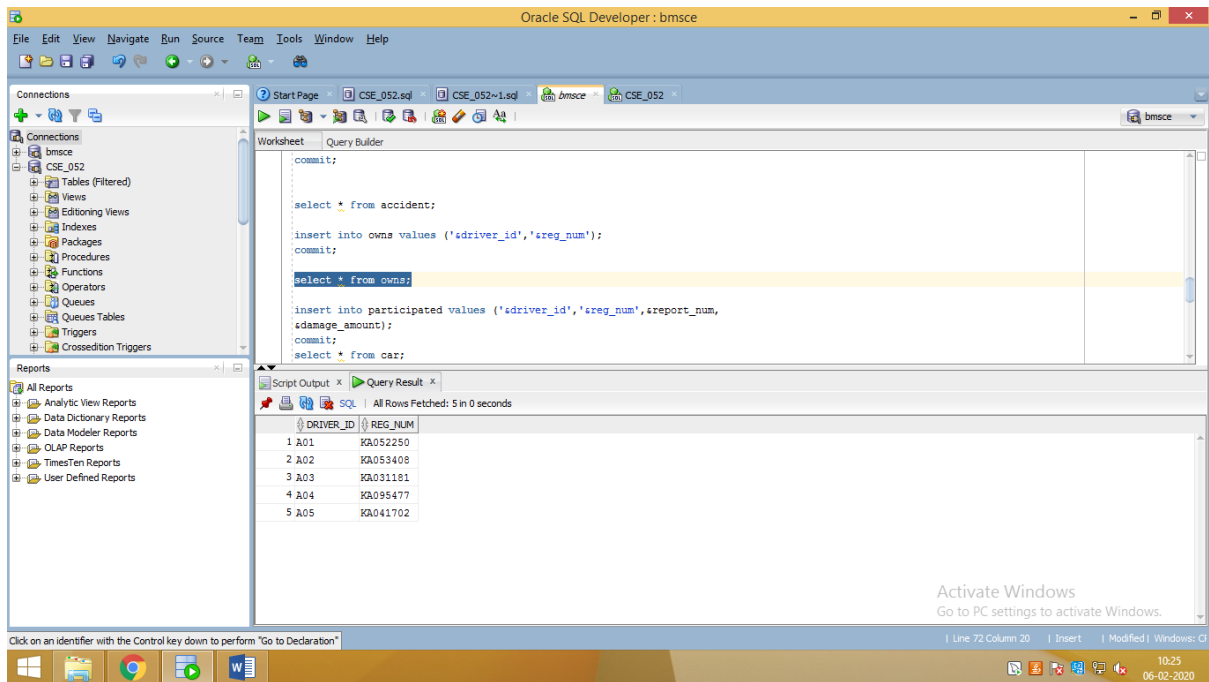 Oracle SQL Developer : bmsce
File Edit View Navigate Run Source Team Tools Window Help
Connections
Start Page CSE_052.sql CSE_052~1.sql bmsce CSE_052
bmsce
Worksheet Query Builder
Connections
bmsce
CSE_052
Tables (Filtered)
Views
Editioning Views
Indexes
Packages
Procedures
Functions
Operators
Queues
Queues Tables
Triggers
Crossedition Triggers
commit;
select * from accident;
insert into owns values ('&driver_id','&reg_num');
commit;
select * from owns;
insert into participated values ('&driver_id','&reg_num',&report_num,
&damage_amount);
commit;
select * from car;
Reports
All Reports
Analytic View Reports
Data Dictionary Reports
Data Modeler Reports
OLAP Reports
TimesTen Reports
User Defined Reports
Script Output x Query Result x
SQL | All Rows Fetched: 5 in 0 seconds
DRIVER_ID REG_NUM
1 A01 KA052250
2 A02 KA053408
3 A03 KA031181
4 A04 KA095477
5 A05 KA041702
Activate Windows
Go to PC settings to activate Windows.
Click on an identifier with the Control key down to perform "Go to Declaration"
| Line 72 Column 20 | Insert | Modified | Windows: CF
10:25
06-02-2020